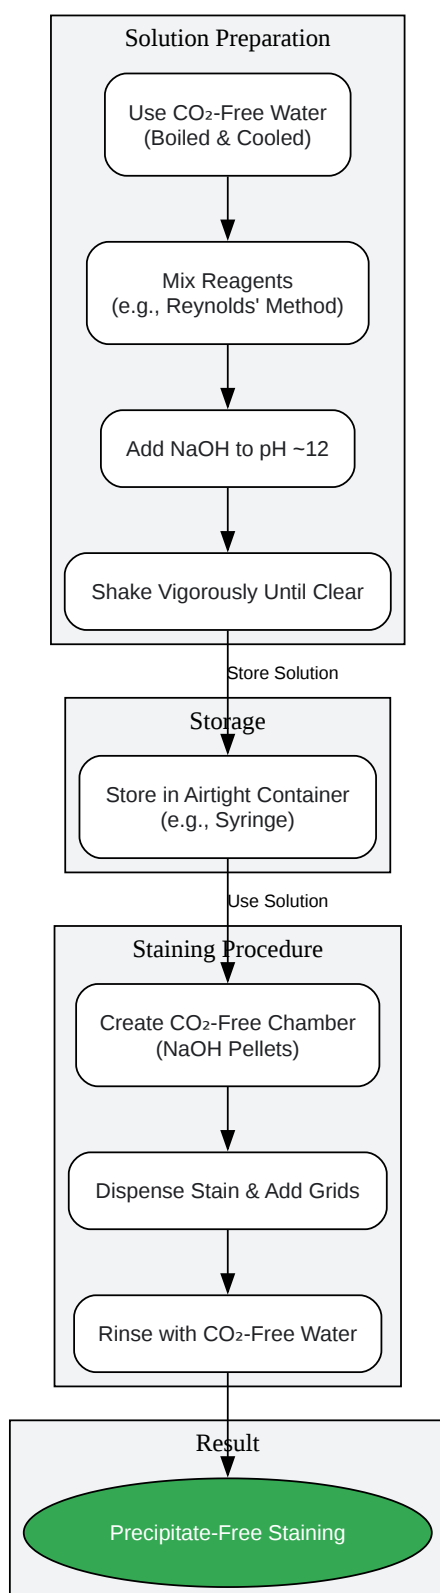 Solution Preparation
Use CO₂-Free Water
(Boiled & Cooled)
Mix Reagents
(e.g., Reynolds' Method)
Add NaOH to pH ~12
Shake Vigorously Until Clear
Store Solution
Storage
Store in Airtight Container
(e.g., Syringe)
Use Solution
Staining Procedure
Create CO₂-Free Chamber
(NaOH Pellets)
Dispense Stain & Add Grids
Rinse with CO₂-Free Water
Result
Precipitate-Free Staining